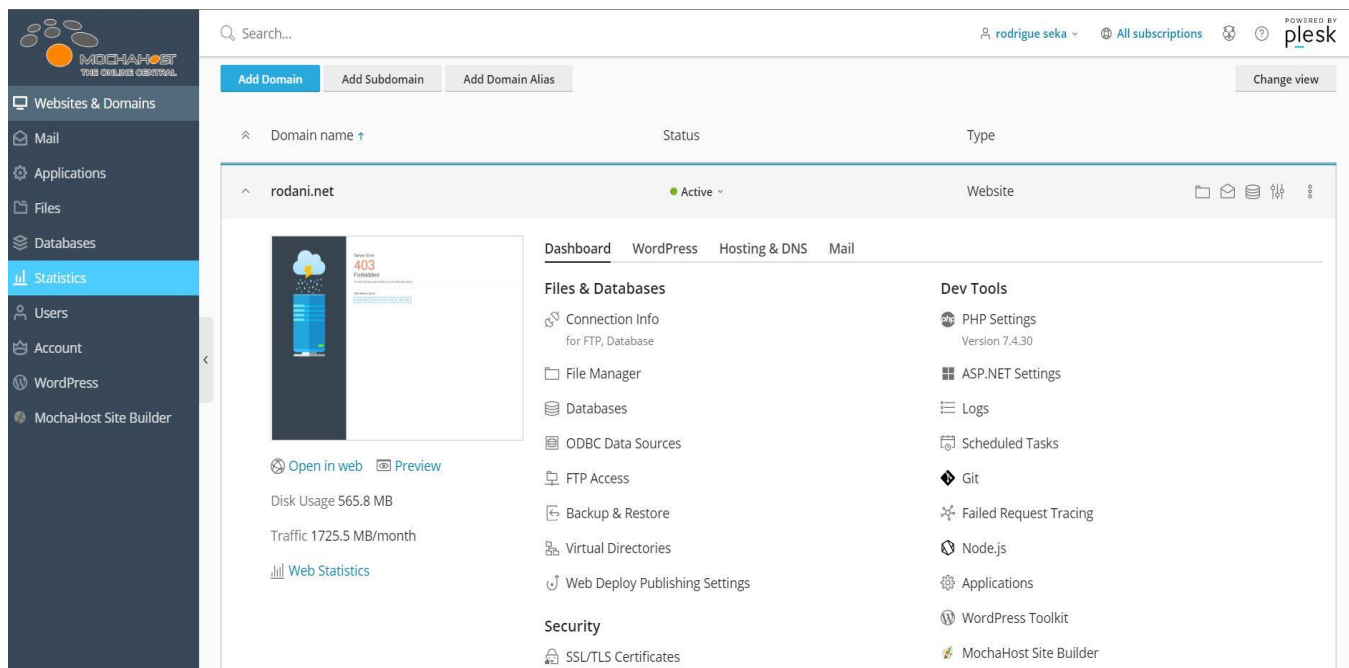 MOCHAHOST
THE ONLINE CENTRAL
Search...
rodrigue seka
All subscriptions
POWERED BY
plesk
Websites & Domains
Mail
Applications
Files
Databases
Statistics
Users
Account
WordPress
MochaHost Site Builder
Add Domain Add Subdomain Add Domain Alias Change view
Domain name Status Type
rodani.net Active Website
Server Error
403
Forbidden
Open in web Preview
Disk Usage 565.8 MB
Traffic 1725.5 MB/month
Web Statistics
Dashboard WordPress Hosting & DNS Mail
Files & Databases
Connection Info
for FTP, Database
File Manager
Databases
ODBC Data Sources
FTP Access
Backup & Restore
Virtual Directories
Web Deploy Publishing Settings
Security
SSL/TLS Certificates
Dev Tools
PHP Settings
Version 7.4.30
ASP.NET Settings
Logs
Scheduled Tasks
Git
Failed Request Tracing
Node.js
Applications
WordPress Toolkit
MochaHost Site Builder